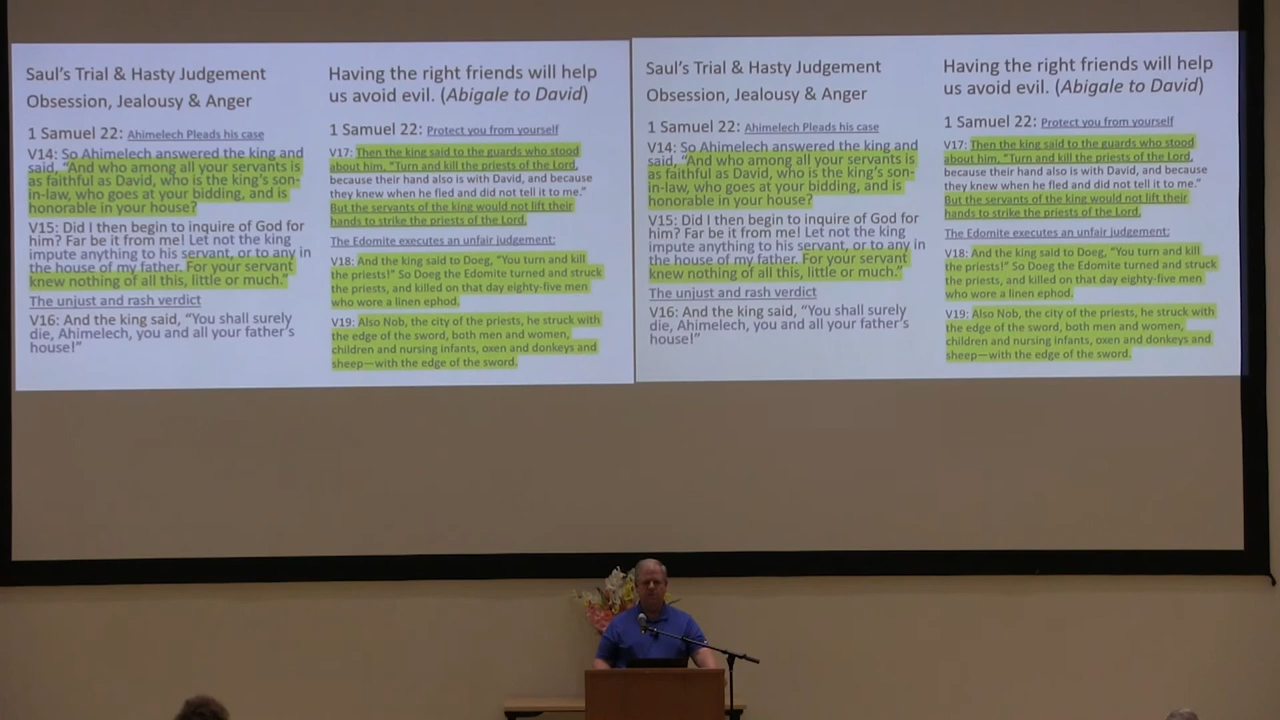 Saul's Trial & Hasty Judgement
Obsession, Jealousy & Anger
1 Samuel 22: Ahimelech Pleads his case
V14: So Ahimelech answered the king and
said, "And who among all your servants is
as faithful as David, who is the king's son-
in-law, who goes at your bidding, and is
honorable in your house?
V15: Did I then begin to inquire of God for
him? Far be it from me! Let not the king
impute anything to his servant, or to any in
the house of my father. For your servant
knew nothing of all this, little or much."
The unjust and rash verdict
V16: And the king said, "You shall surely
die, Ahimelech, you and all your father's
house!"
Having the right friends will help
us avoid evil. (Abigale to David)
1 Samuel 22: Protect you from yourself
V17: Then the king said to the guards who stood
about him, "Turn and kill the priests of the Lord,
because their hand also is with David, and because
they knew when he fled and did not tell it to me."
But the servants of the king would not lift their
hands to strike the priests of the Lord.
The Edomite executes an unfair judgement:
V18: And the king said to Doeg, "You turn and kill
the priests!" So Doeg the Edomite turned and struck
the priests, and killed on that day eighty-five men
who wore a linen ephod.
V19: Also Nob, the city of the priests, he struck with
the edge of the sword, both men and women,
children and nursing infants, oxen and donkeys and
sheep—with the edge of the sword.
Saul's Trial & Hasty Judgement
Obsession, Jealousy & Anger
1 Samuel 22: Ahimelech Pleads his case
V14: So Ahimelech answered the king and
said, "And who among all your servants is
as faithful as David, who is the king's son-
in-law, who goes at your bidding, and is
honorable in your house?
V15: Did I then begin to inquire of God for
him? Far be it from me! Let not the king
impute anything to his servant, or to any in
the house of my father. For your servant
knew nothing of all this, little or much."
The unjust and rash verdict
V16: And the king said, "You shall surely
die, Ahimelech, you and all your father's
house!"
Having the right friends will help
us avoid evil. (Abigale to David)
1 Samuel 22: Protect you from yourself
V17: Then the king said to the guards who stood
about him, "Turn and kill the priests of the Lord,
because their hand also is with David, and because
they knew when he fled and did not tell it to me."
But the servants of the king would not lift their
hands to strike the priests of the Lord.
The Edomite executes an unfair judgement:
V18: And the king said to Doeg, "You turn and kill
the priests!" So Doeg the Edomite turned and struck
the priests, and killed on that day eighty-five men
who wore a linen ephod.
V19: Also Nob, the city of the priests, he struck with
the edge of the sword, both men and women,
children and nursing infants, oxen and donkeys and
sheep—with the edge of the sword.